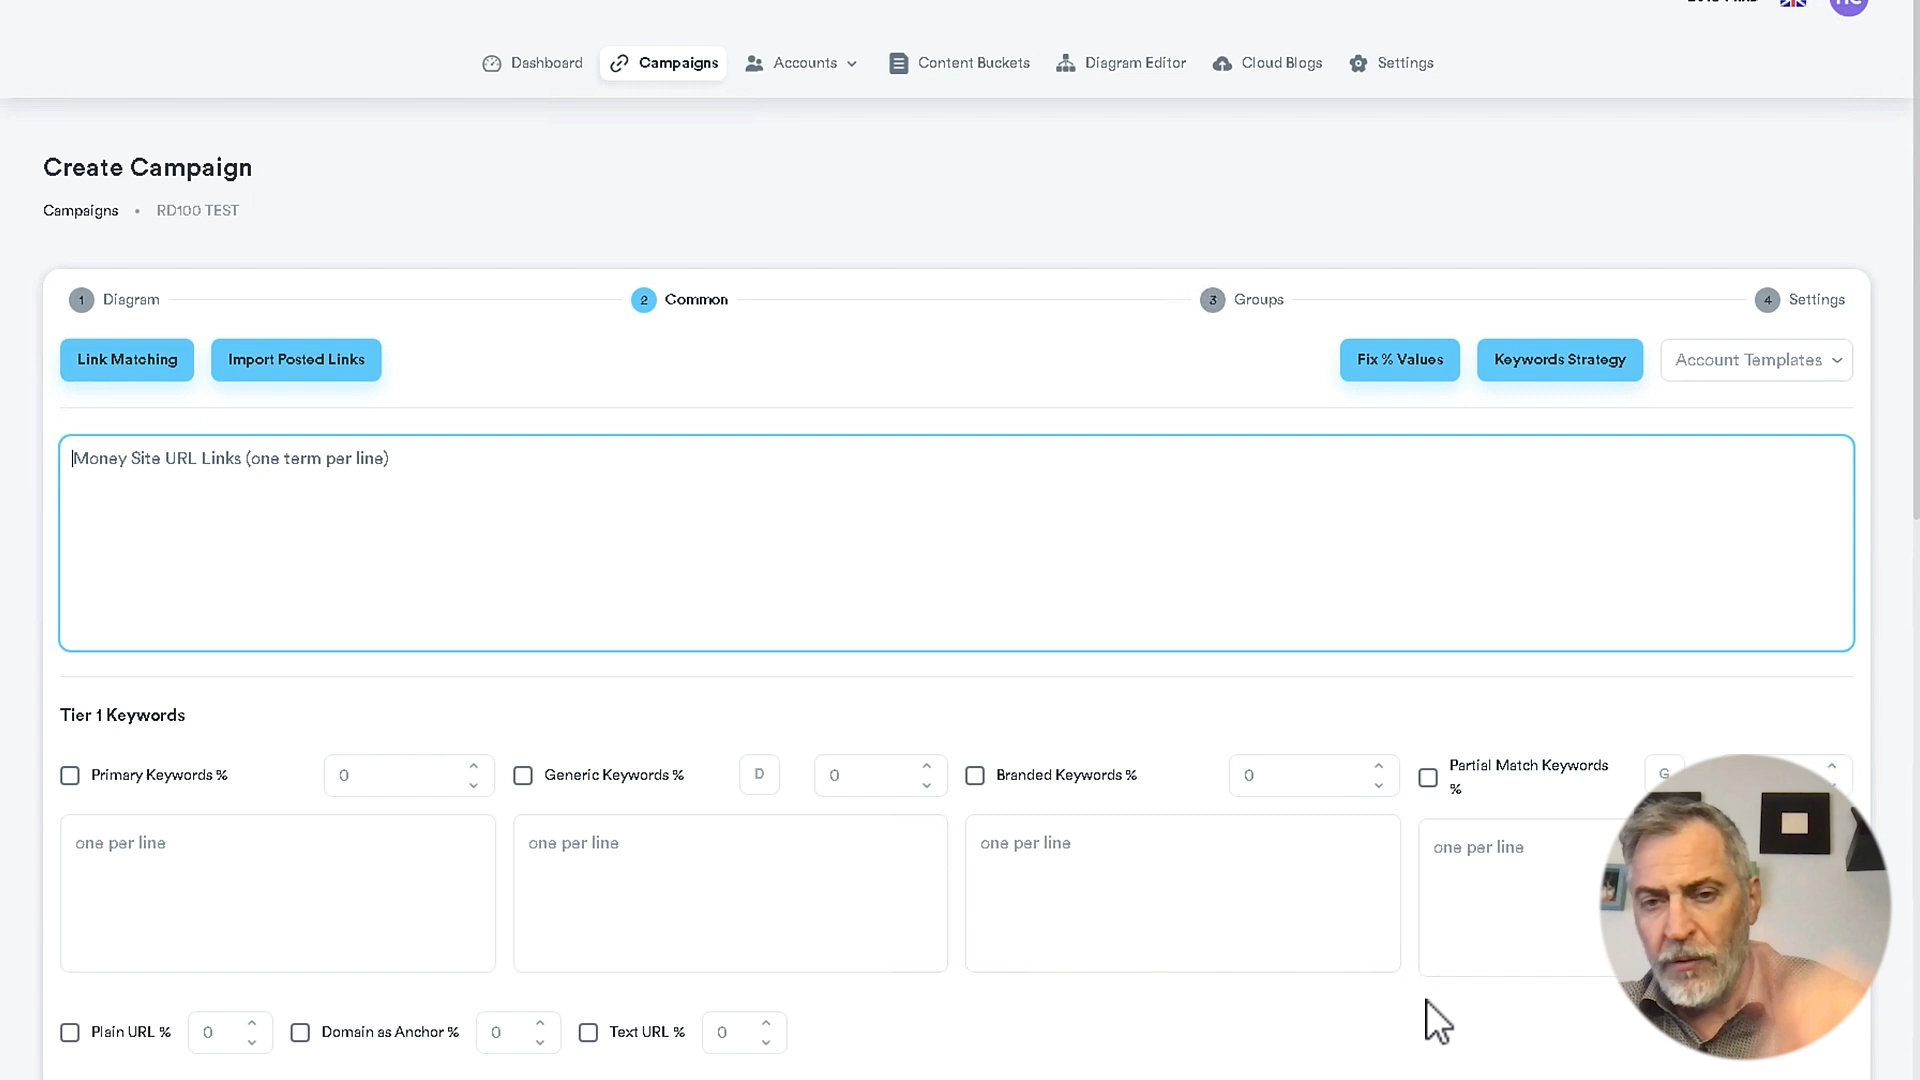 Dashboard
Campaigns
Accounts
Content Buckets
Diagram Editor
Cloud Blogs
Settings
Create Campaign
Campaigns • RD100 TEST
1 Diagram
2 Common
3 Groups
4 Settings
Link Matching
Import Posted Links
Fix % Values
Keywords Strategy
Account Templates
Money Site URL Links (one term per line)
Tier 1 Keywords
Primary Keywords %
0
Generic Keywords %
D
0
Branded Keywords %
0
Partial Match Keywords
%
G
one per line
one per line
one per line
one per line
Plain URL %
0
Domain as Anchor %
0
Text URL %
0